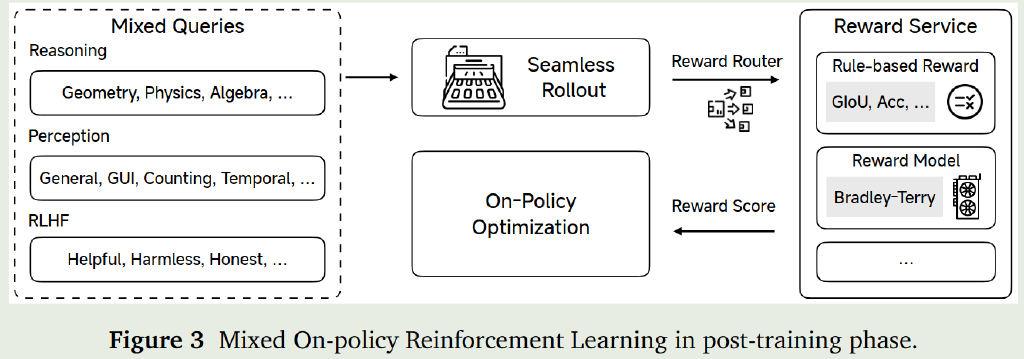 Mixed Queries
Reasoning
Geometry, Physics, Algebra, ...
Perception
General, GUI, Counting, Temporal, ...
RLHF
Helpful, Harmless, Honest, ...
Seamless
Rollout
On-Policy
Optimization
Reward Router
Reward Score
Reward Service
Rule-based Reward
GIoU, Acc, ...
Reward Model
Bradley-Terry
...
Figure 3 Mixed On-policy Reinforcement Learning in post-training phase.